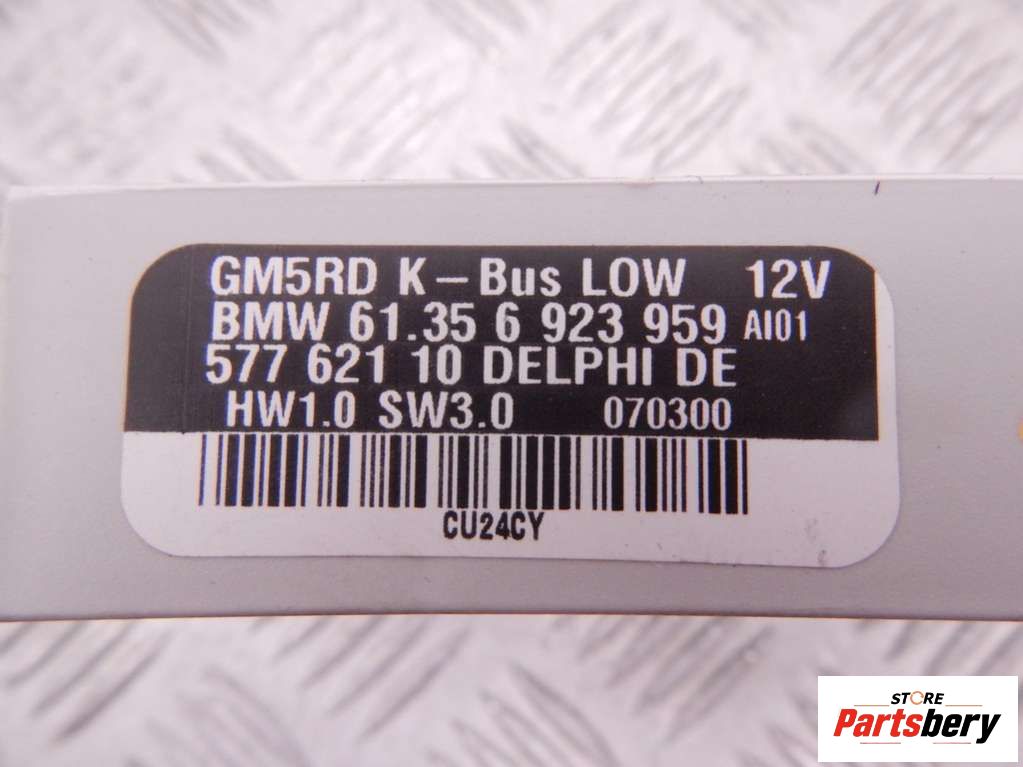 GM5RD K-Bus LOW 12V
BMW 61.35 6 923 959 AI01
577 621 10 DELPHI DE
HW1.0 SW3.0 070300
CU24CY
STORE
Partsbery